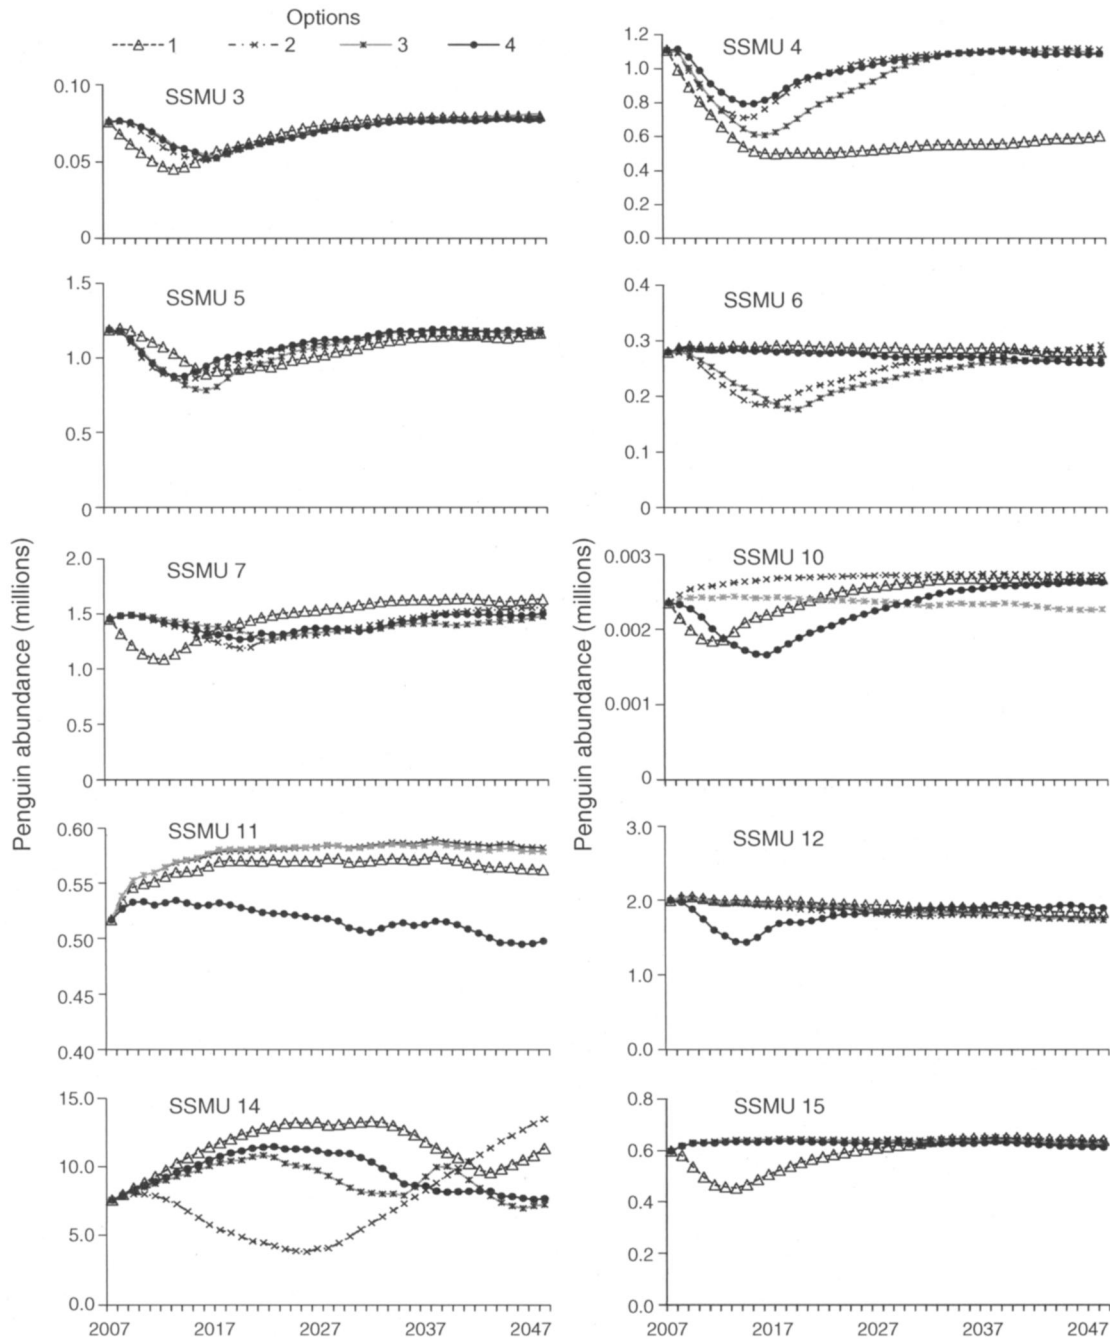 Options
1 2 3 4
SSMU 3
0.10
0.05
0
SSMU 4
1.2
1.0
0.8
0.6
0.4
0.2
0.0
SSMU 5
1.5
1.0
0.5
0
SSMU 6
0.4
0.3
0.2
0.1
0
Penguin abundance (millions)
SSMU 7
2.0
1.5
1.0
0.5
0
Penguin abundance (millions)
SSMU 10
0.003
0.002
0.001
0
SSMU 11
0.60
0.55
0.50
0.45
0.40
SSMU 12
3.0
2.0
1.0
0.0
SSMU 14
15.0
10.0
5.0
0.0
2007 2017 2027 2037 2047
SSMU 15
0.8
0.6
0.4
0.2
0.0
2007 2017 2027 2037 2047